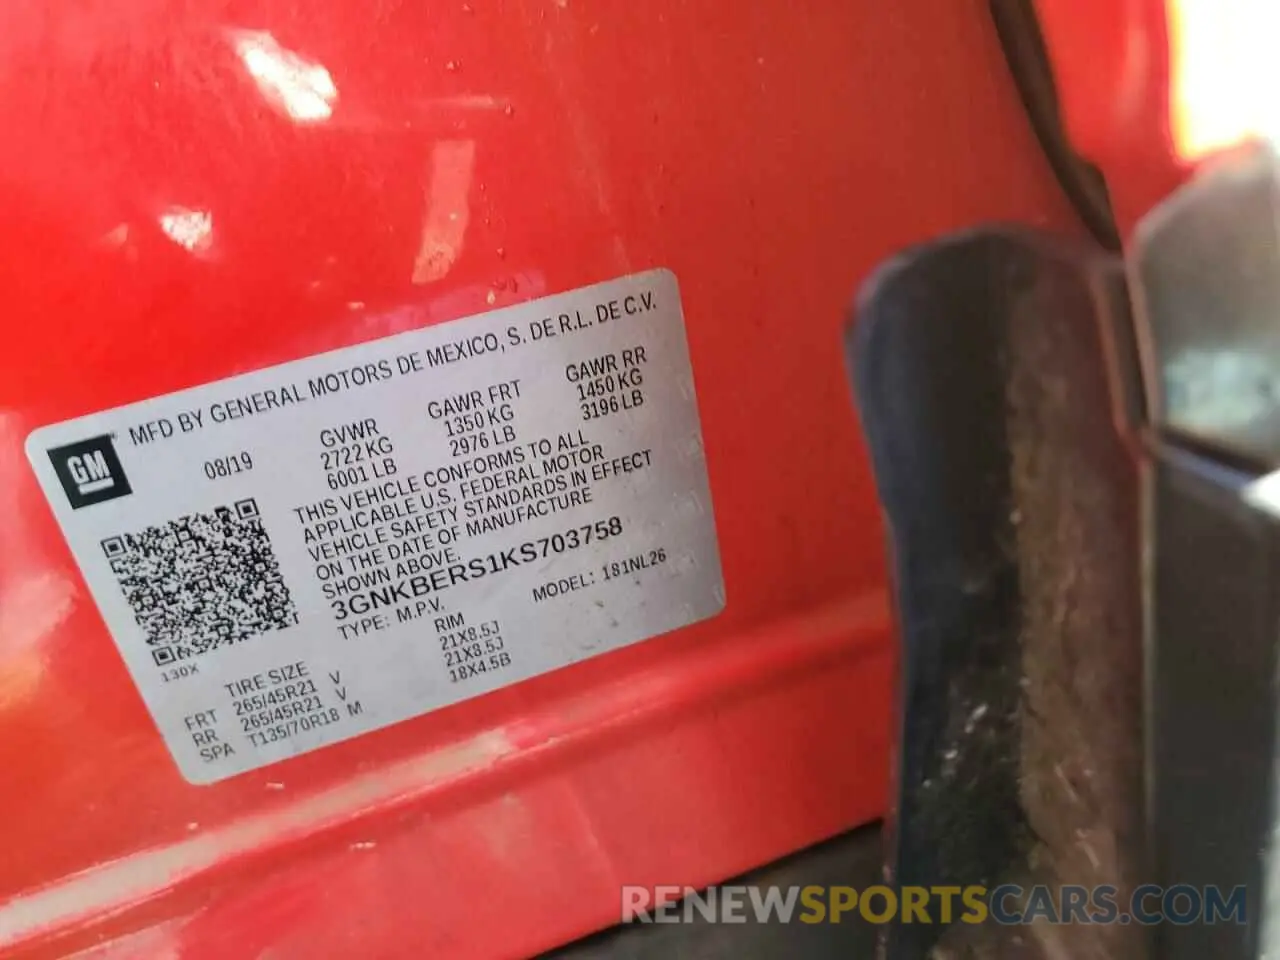 MFD BY GENERAL MOTORS DE MEXICO, S. DE R.L. DE C.V.
GM
08/19
GVWR GAWR FRT GAWR RR
2722 KG 1350 KG 1450 KG
6001 LB 2976 LB 3196 LB
THIS VEHICLE CONFORMS TO ALL
APPLICABLE U.S. FEDERAL MOTOR
VEHICLE SAFETY STANDARDS IN EFFECT
ON THE DATE OF MANUFACTURE
SHOWN ABOVE.
3GNKBERS1KS703758
TYPE: M.P.V. MODEL: 181NL26
130X
TIRE SIZE RIM
FRT 265/45R21 V 21X8.5J
RR 265/45R21 V 21X8.5J
SPA T135/70R18 M 18X4.5B
RENEWSPORTSCARS.COM